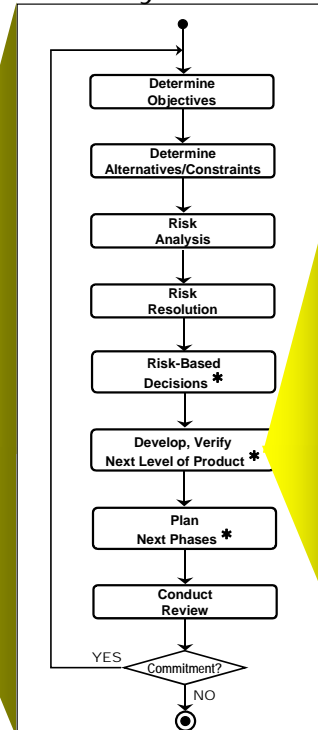 Determine
Objectives
Determine
Alternatives/Constraints
Risk
Analysis
Risk
Resolution
Risk-Based
Decisions *
Develop, Verify
Next Level of Product *
Plan
Next Phases *
Conduct
Review
YES
Commitment?
NO